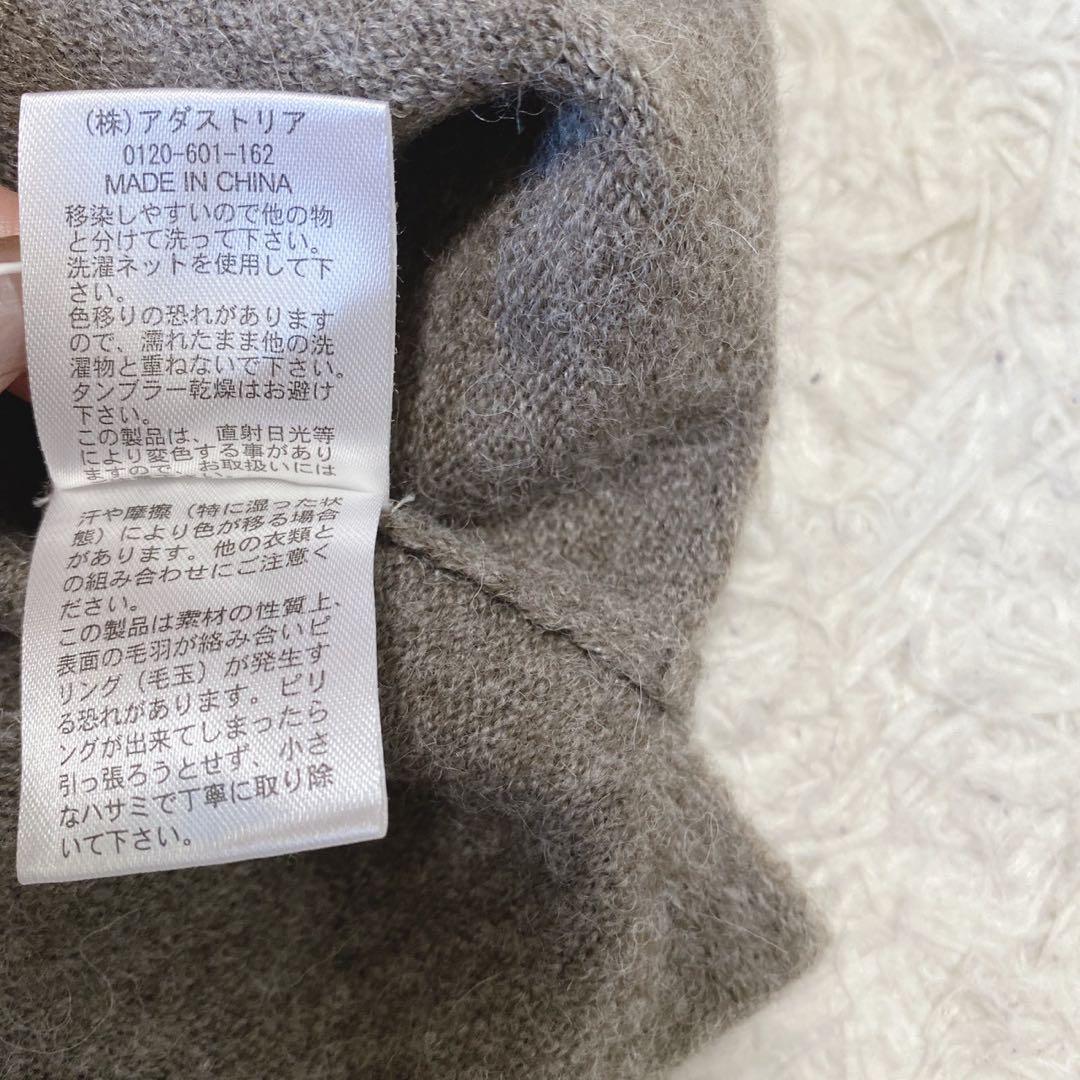 (株)アダストリア
0120-601-162
MADE IN CHINA
移染しやすいので他の物
と分けて洗って下さい。
洗濯ネットを使用して下
さい。
色移りの恐れがあります
ので、濡れたまま他の洗
濯物と重ねないで下さい。
タンブラー乾燥はお避け
下さい。
この製品は、直射日光等
により変色する事があり
ますので、お取扱いには
汗や摩擦（特に湿った状
態）により色が移る場合
があります。他の衣類と
の組み合わせにご注意く
ださい。
この製品は素材の性質上、
表面の毛羽が絡み合いピ
リング（毛玉）が発生す
る恐れがあります。ピリ
ングが出来てしまったら
引っ張ろうとせず、小さ
なハサミで丁寧に取り除
いて下さい。